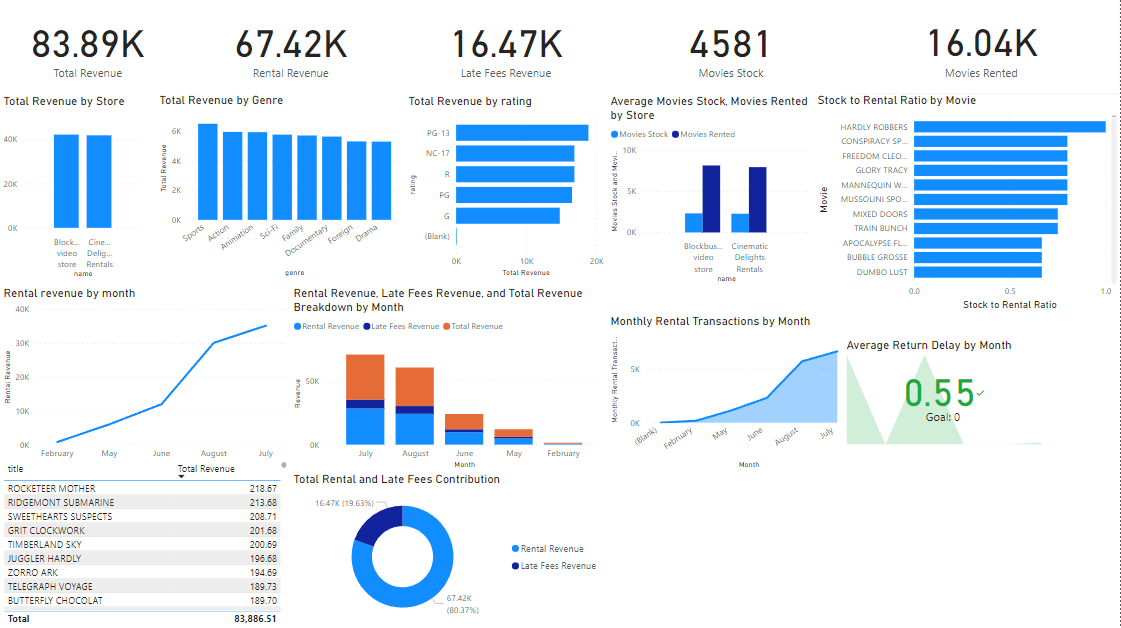 83.89K
Total Revenue
67.42K
Rental Revenue
16.47K
Late Fees Revenue
4581
Movies Stock
16.04K
Movies Rented
Total Revenue by Store
40K
20K
0K
Block... video store
Cine... Delig... Rentals
name
Total Revenue by Genre
Total Revenue
6K
4K
2K
0K
Sports
Action
Animation
Sci-Fi
Family
Documentary
Foreign
Drama
genre
Total Revenue by rating
rating
PG-13
NC-17
R
PG
G
(Blank)
0K
10K
20K
Total Revenue
Average Movies Stock, Movies Rented
by Store
Movies Stock
Movies Rented
Movies Stock and Movi...
10K
5K
0K
Blockbus... video store
Cinematic Delights Rentals
name
Stock to Rental Ratio by Movie
Movie
HARDLY ROBBERS
CONSPIRACY SP...
FREEDOM CLEO...
GLORY TRACY
MANNEQUIN W...
MUSSOLINI SPO...
MIXED DOORS
TRAIN BUNCH
APOCALYPSE FL...
BUBBLE GROSSE
DUMBO LUST
0.0
0.5
1.0
Stock to Rental Ratio
Rental revenue by month
Rental Revenue
40K
30K
20K
10K
0K
February
May
June
August
July
Rental Revenue, Late Fees Revenue, and Total Revenue
Breakdown by Month
Rental Revenue
Late Fees Revenue
Total Revenue
Revenue
50K
0K
July
August
June
May
February
Month
Monthly Rental Transactions by Month
Monthly Rental Transact...
5K
0K
(Blank)
February
May
June
August
July
Month
Average Return Delay by Month
0.55
Goal: 0
title
Total Revenue
ROCKETEER MOTHER 218.67
RIDGEMONT SUBMARINE 213.68
SWEETHEARTS SUSPECTS 208.71
GRIT CLOCKWORK 201.68
TIMBERLAND SKY 200.69
JUGGLER HARDLY 196.68
ZORRO ARK 194.69
TELEGRAPH VOYAGE 189.73
BUTTERFLY CHOCOLAT 189.70
Total 83,886.51
Total Rental and Late Fees Contribution
16.47K (19.63%)
67.42K
(80.37%)
Rental Revenue
Late Fees Revenue